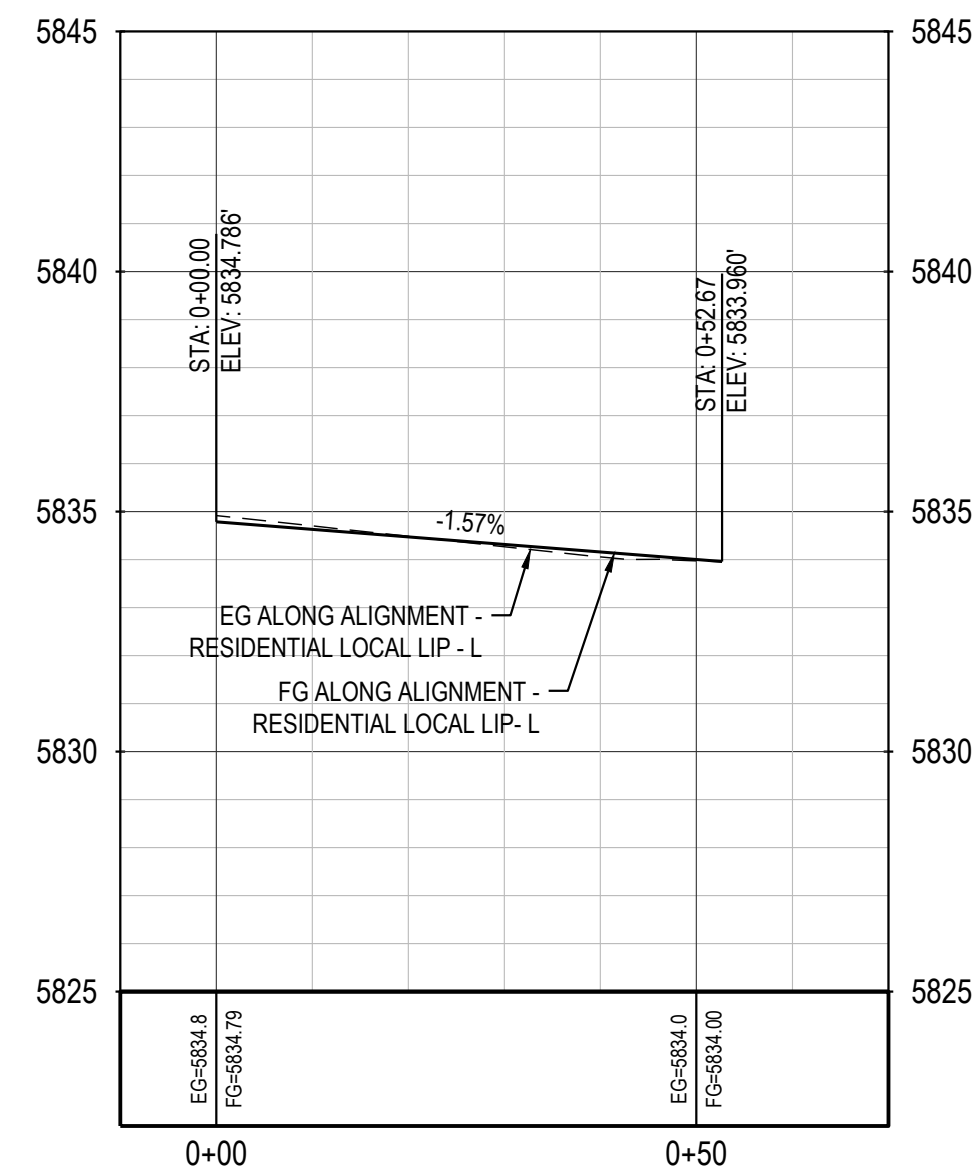 5845
5845
5840
5840
STA: 0+00.00
ELEV: 5834.786'
STA: 0+52.67
ELEV: 5833.960'
5835
5835
-1.57%
EG ALONG ALIGNMENT -
RESIDENTIAL LOCAL LIP - L
FG ALONG ALIGNMENT -
RESIDENTIAL LOCAL LIP- L
5830
5830
5825
5825
EG=5834.8
FG=5834.79
EG=5834.0
FG=5834.00
0+00
0+50